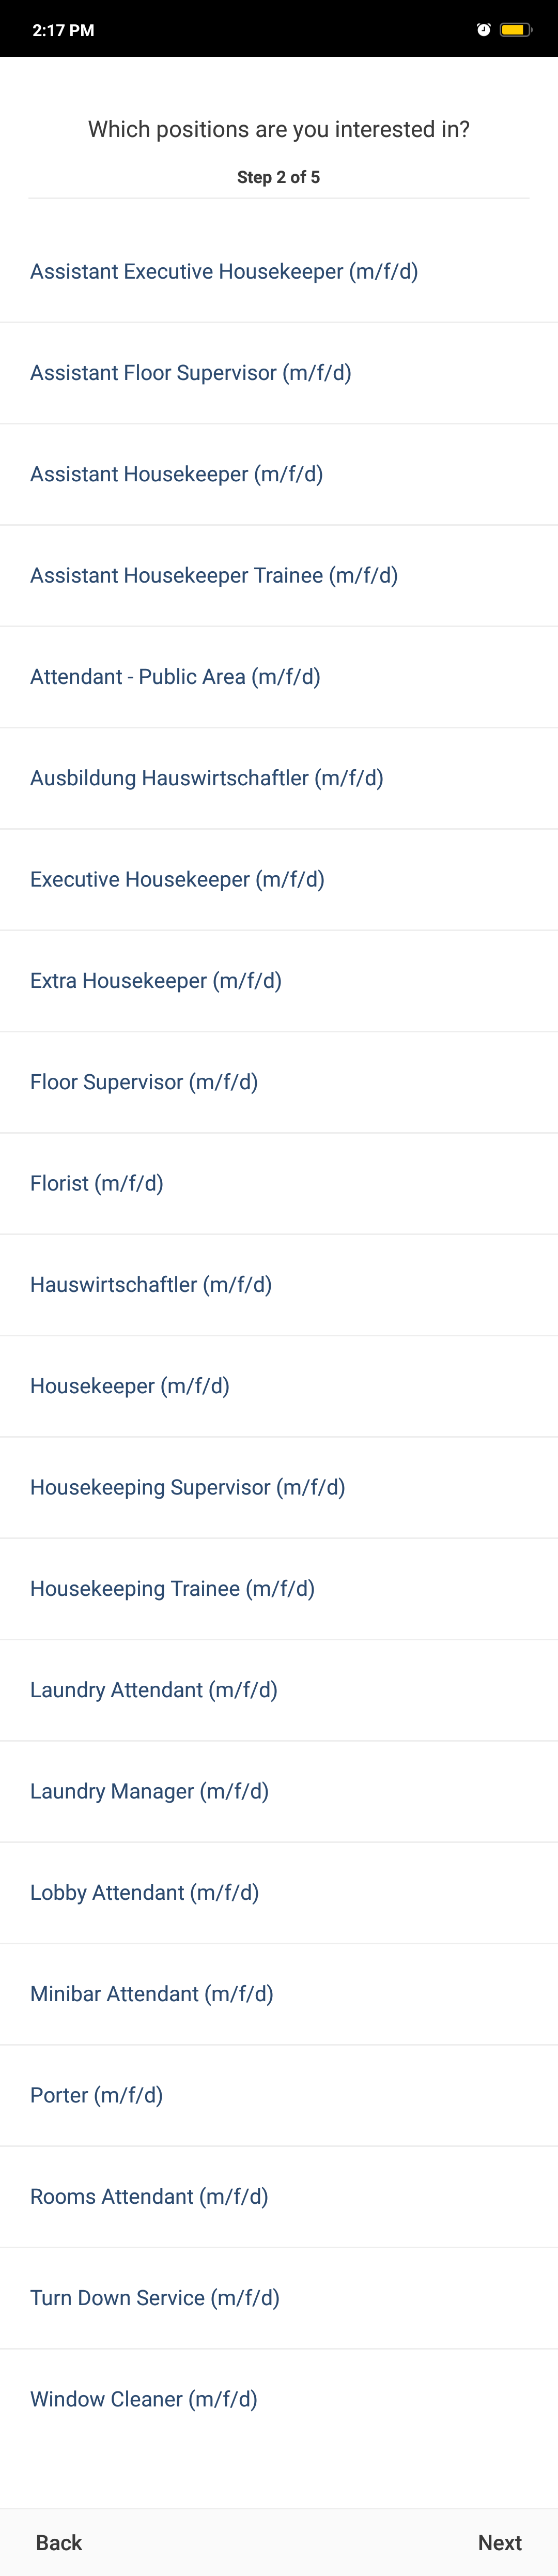 2:17 PM
Which positions are you interested in?
Step 2 of 5
Assistant Executive Housekeeper (m/f/d)
Assistant Floor Supervisor (m/f/d)
Assistant Housekeeper (m/f/d)
Assistant Housekeeper Trainee (m/f/d)
Attendant - Public Area (m/f/d)
Ausbildung Hauswirtschaftler (m/f/d)
Executive Housekeeper (m/f/d)
Extra Housekeeper (m/f/d)
Floor Supervisor (m/f/d)
Florist (m/f/d)
Hauswirtschaftler (m/f/d)
Housekeeper (m/f/d)
Housekeeping Supervisor (m/f/d)
Housekeeping Trainee (m/f/d)
Laundry Attendant (m/f/d)
Laundry Manager (m/f/d)
Lobby Attendant (m/f/d)
Minibar Attendant (m/f/d)
Porter (m/f/d)
Rooms Attendant (m/f/d)
Turn Down Service (m/f/d)
Window Cleaner (m/f/d)
Back Next